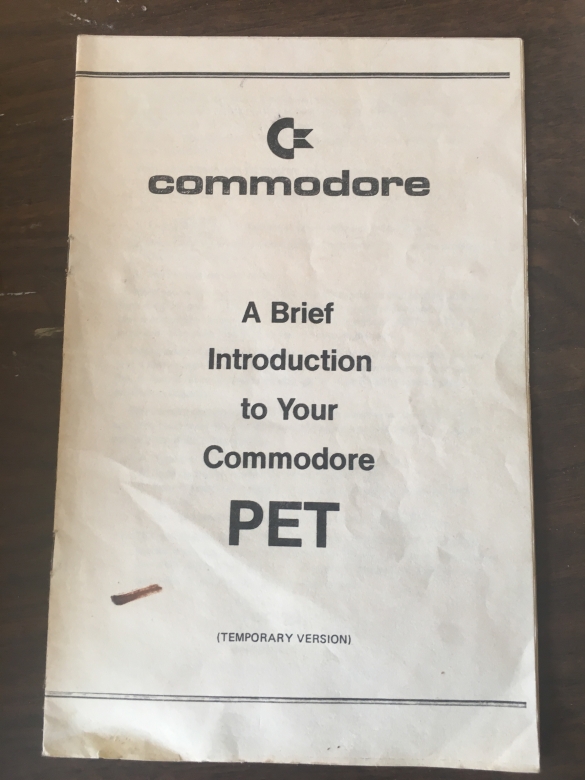 commodore
A Brief
Introduction
to Your
Commodore
PET
(TEMPORARY VERSION)